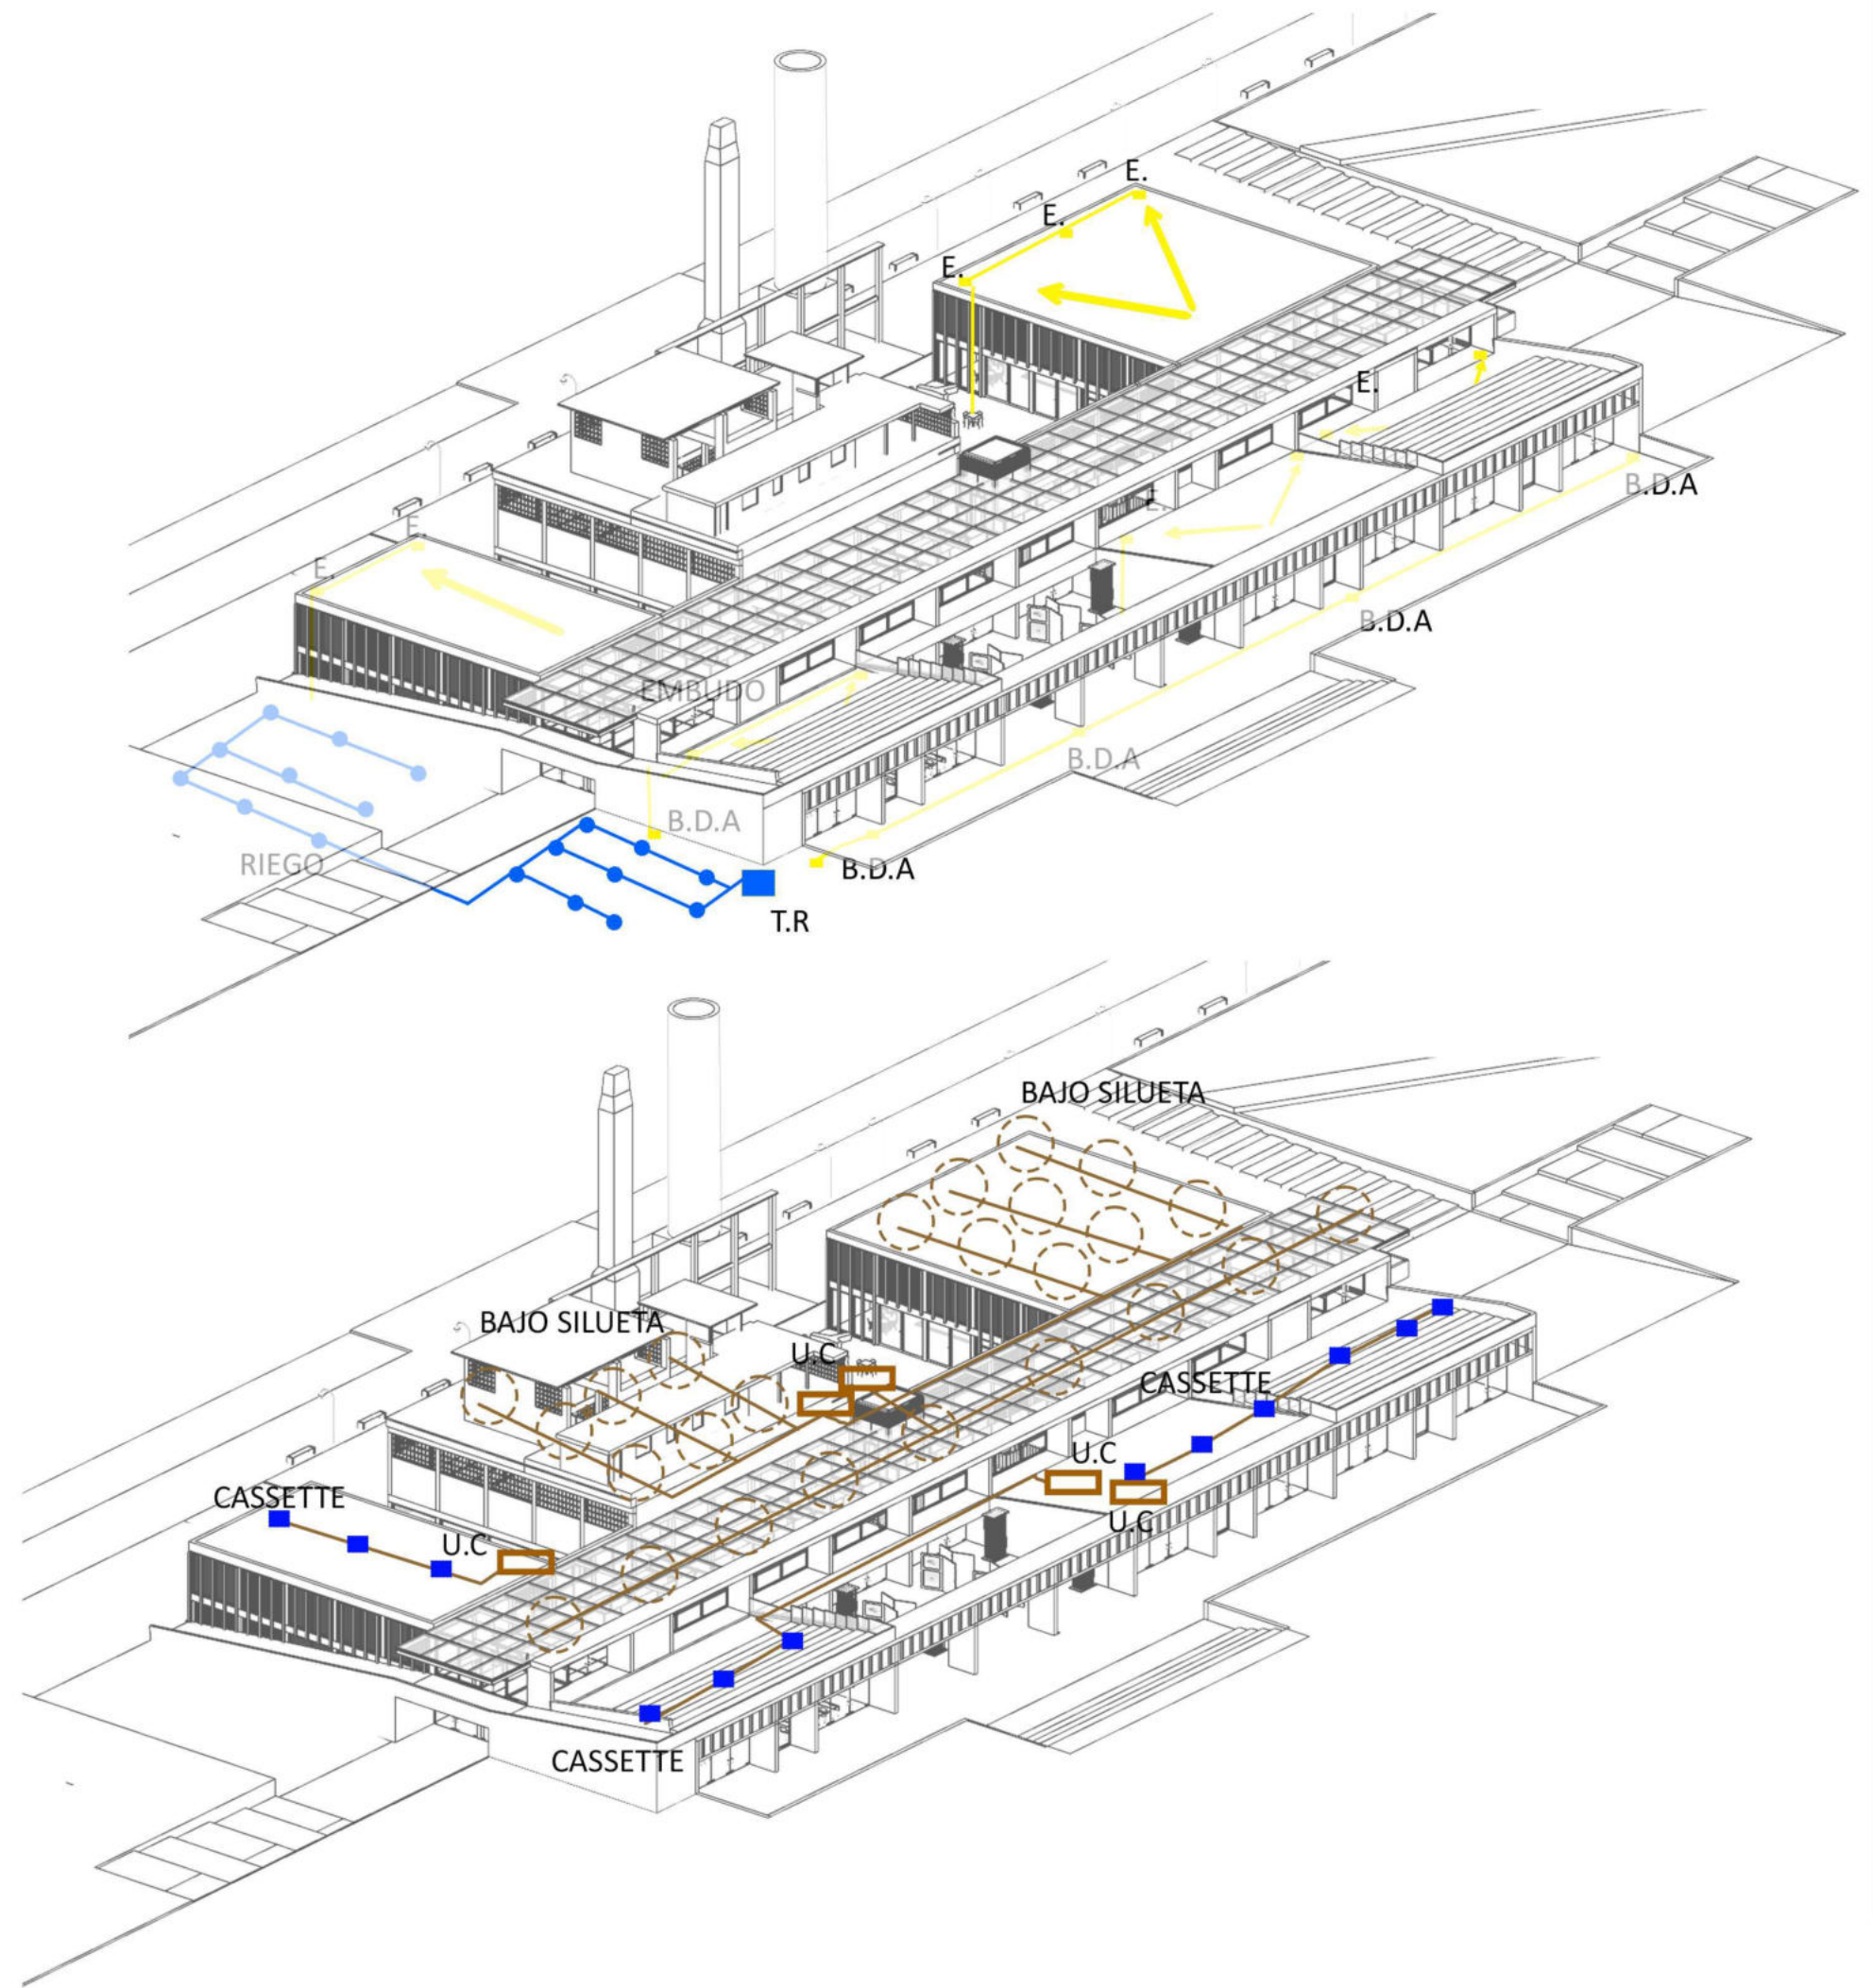 E.
E.
E.
E.
B.D.A
E.
E.
E.
B.D.A
EMBUDO
B.D.A
B.D.A
RIEGO
B.D.A
T.R
BAJO SILUETA
BAJO SILUETA
U.C
CASSETTE
U.C
CASSETTE
U.C
U.C
CASSETTE